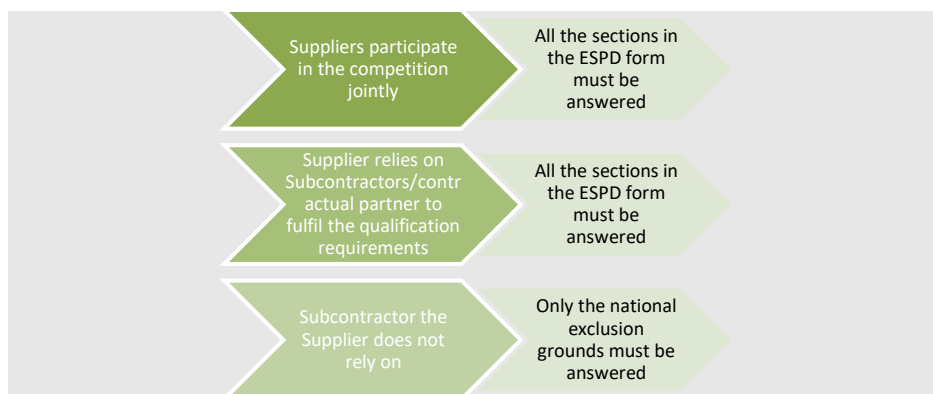 Suppliers participate
in the competition
jointly
All the sections in
the ESPD form
must be
answered
Supplier relies on
Subcontractors/contr
actual partner to
fulfil the qualification
requirements
All the sections in
the ESPD form
must be
answered
Subcontractor the
Supplier does not
rely on
Only the national
exclusion
grounds must be
answered